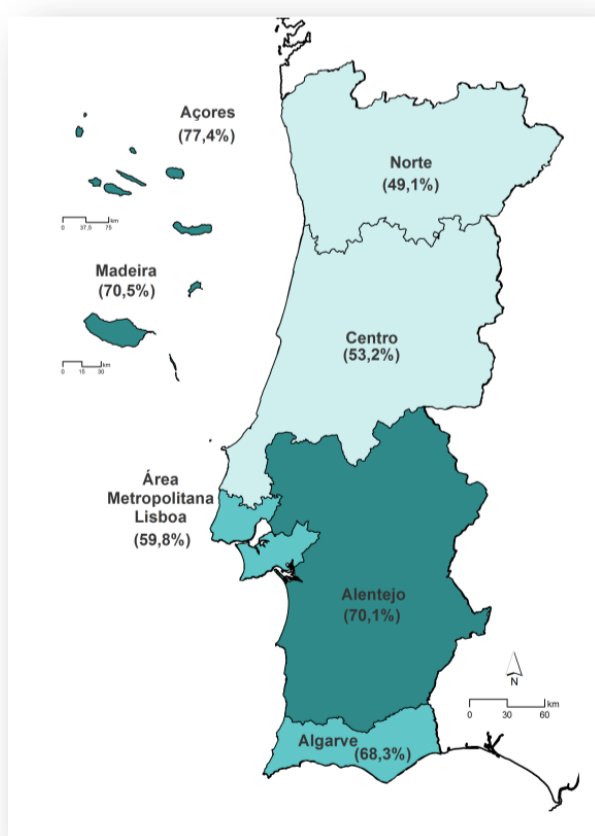 Açores
(77,4%)
Norte
(49,1%)
0 37,5 75 km
Madeira
(70,5%)
Centro
(53,2%)
0 15 30 km
Área
Metropolitana
Lisboa
(59,8%)
Alentejo
(70,1%)
N
km
0 30 60
Algarve (68,3%)